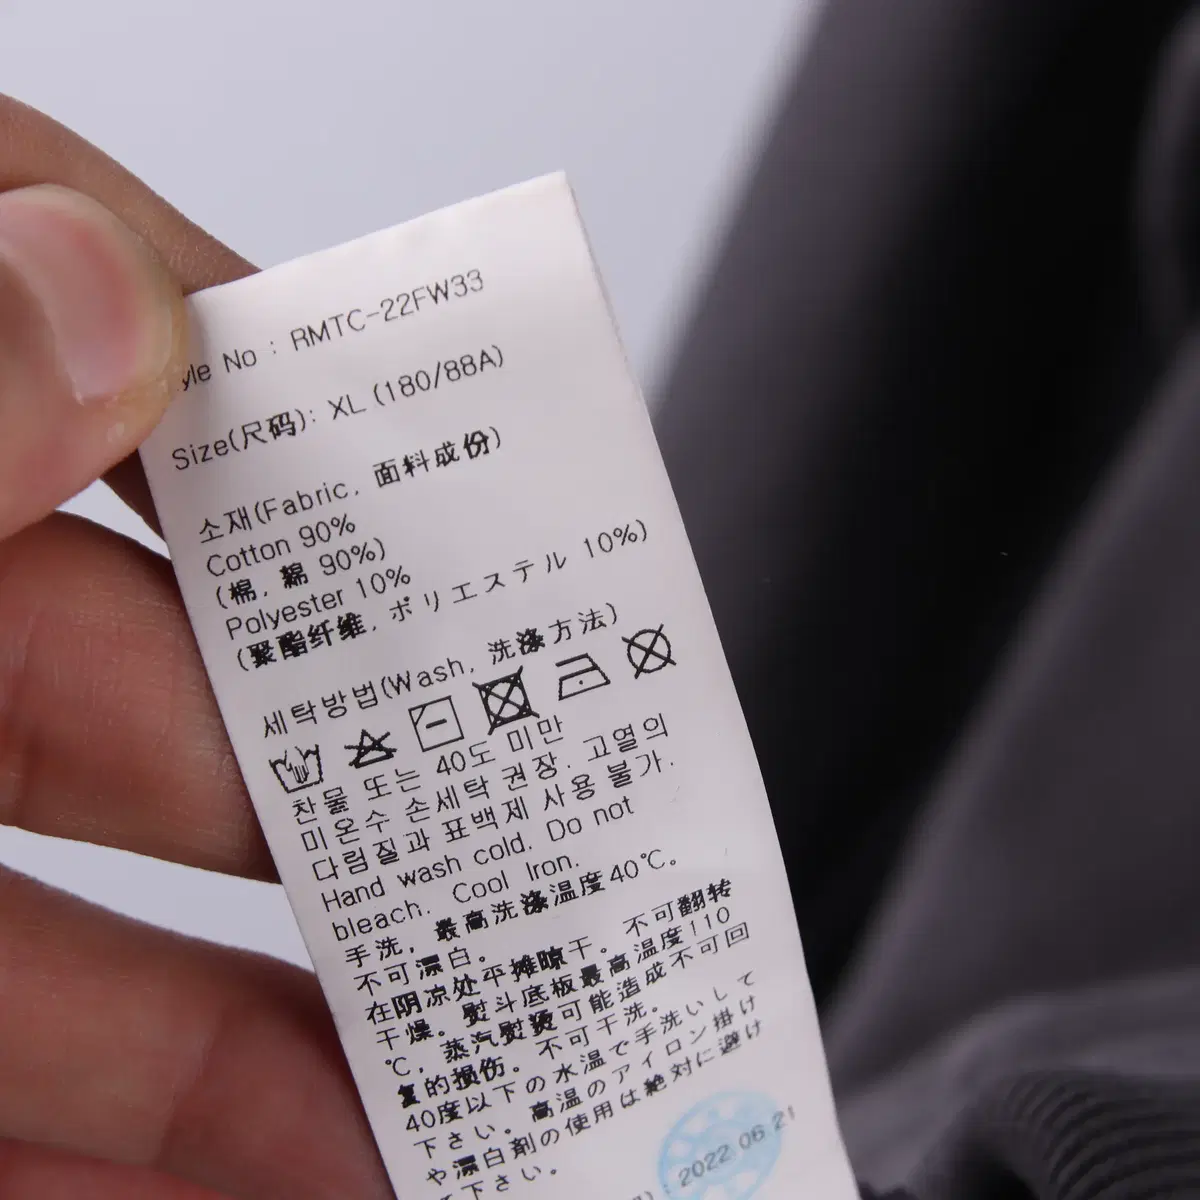 yle No : RMTC-22FW33
Size(尺码): XL (180/88A)
소재(Fabric, 面料成份)
Cotton 90%
(棉, 綿 90%)
Polyester 10%
(聚酯纤维, ポリエステル 10%)
세탁방법(Wash, 洗涤方法)
찬물 또는 40도 미만
미온수 손세탁 권장. 고열의
다림질과 표백제 사용 불가.
Hand wash cold. Do not
bleach. Cool Iron.
手洗, 最高洗涤温度40℃。
不可漂白。
在阴凉处平摊晾干。不可翻转
干燥。熨斗底板最高温度110
℃, 蒸汽熨烫可能造成不可回
复的损伤。不可干洗。
40度以下の水温で手洗いして
下さい。高温のアイロン掛け
や漂白剤の使用は絶対に避け
て下さい。
2022.06.21